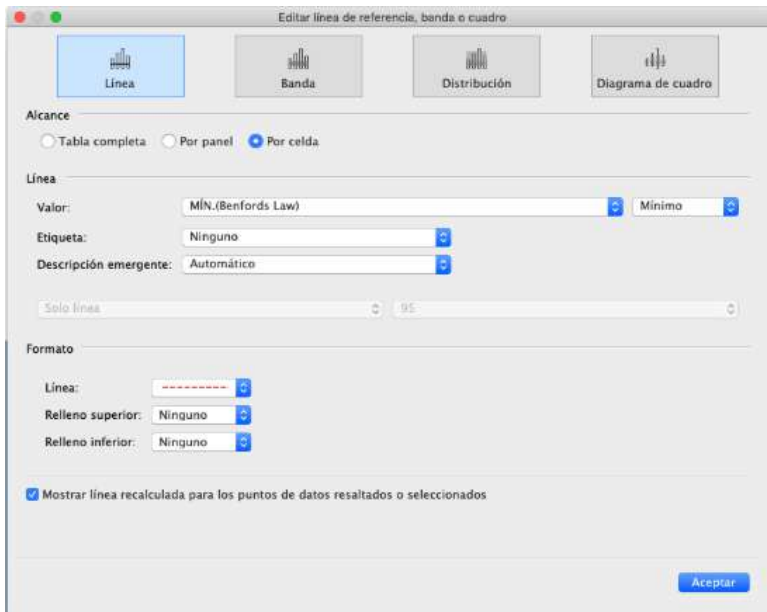 Editar línea de referencia, banda o cuadro
Línea Banda Distribución Diagrama de cuadro
Alcance
Tabla completa Por panel Por celda
Línea
Valor: MÍN.(Benfords Law) Mínimo
Etiqueta: Ninguno
Descripción emergente: Automático
Solo línea 95
Formato
Línea:
Relleno superior: Ninguno
Relleno inferior: Ninguno
Mostrar línea recalculada para los puntos de datos resaltados o seleccionados
Aceptar